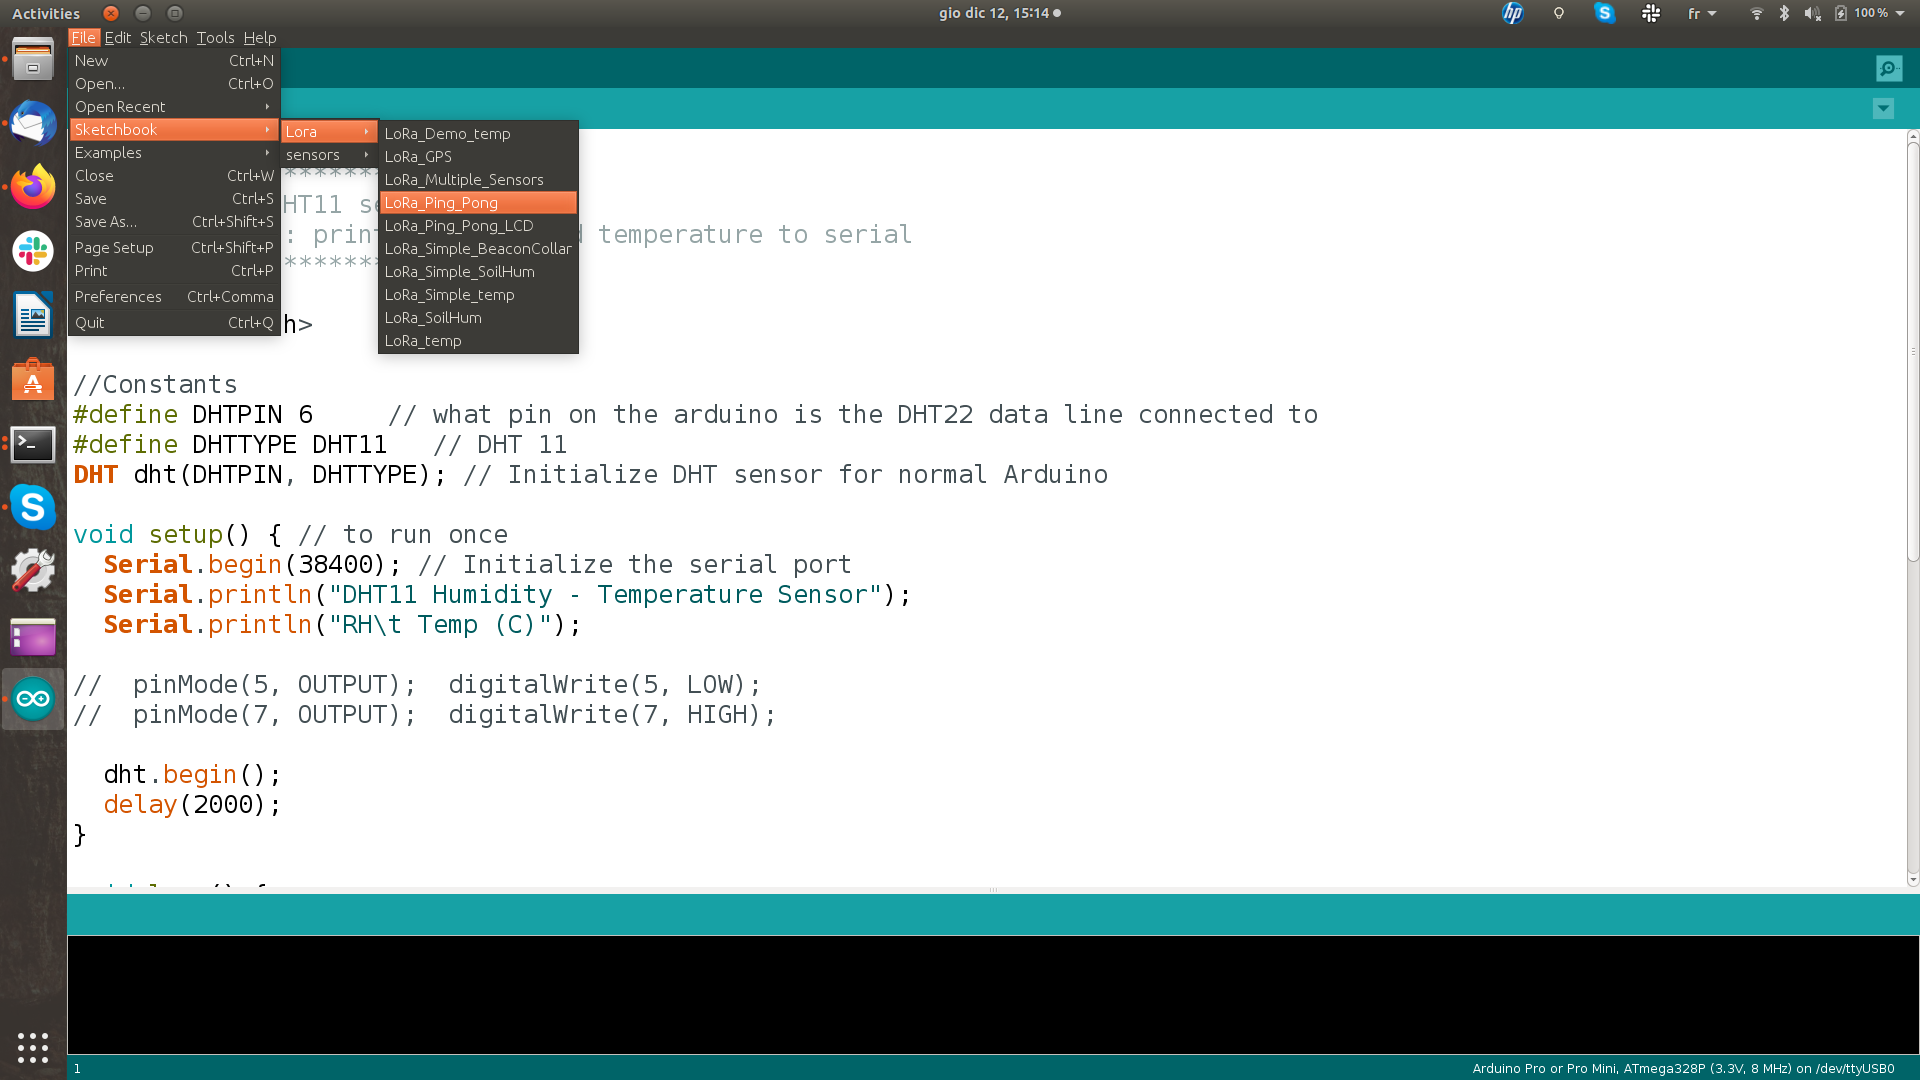 Activities
gio dic 12, 15:14
hp
fr
100 %
File Edit Sketch Tools Help
New Ctrl+N
Open... Ctrl+O
Open Recent
Sketchbook
Examples
Close Ctrl+W
Save Ctrl+S
Save As... Ctrl+Shift+S
Page Setup Ctrl+Shift+P
Print Ctrl+P
Preferences Ctrl+Comma
Quit Ctrl+Q
Lora
sensors
LoRa_Demo_temp
LoRa_GPS
LoRa_Multiple_Sensors
LoRa_Ping_Pong
LoRa_Ping_Pong_LCD
LoRa_Simple_BeaconCollar
LoRa_Simple_SoilHum
LoRa_Simple_temp
LoRa_SoilHum
LoRa_temp
******
HT11 se
: prin d temperature to serial
******
h>
//Constants
#define DHTPIN 6 // what pin on the arduino is the DHT22 data line connected to
#define DHTTYPE DHT11 // DHT 11
DHT dht(DHTPIN, DHTTYPE); // Initialize DHT sensor for normal Arduino
void setup() { // to run once
Serial.begin(38400); // Initialize the serial port
Serial.println("DHT11 Humidity - Temperature Sensor");
Serial.println("RH\t Temp (C)");
// pinMode(5, OUTPUT); digitalWrite(5, LOW);
// pinMode(7, OUTPUT); digitalWrite(7, HIGH);
dht.begin();
delay(2000);
}
1
Arduino Pro or Pro Mini, ATmega328P (3.3V, 8 MHz) on /dev/ttyUSB0